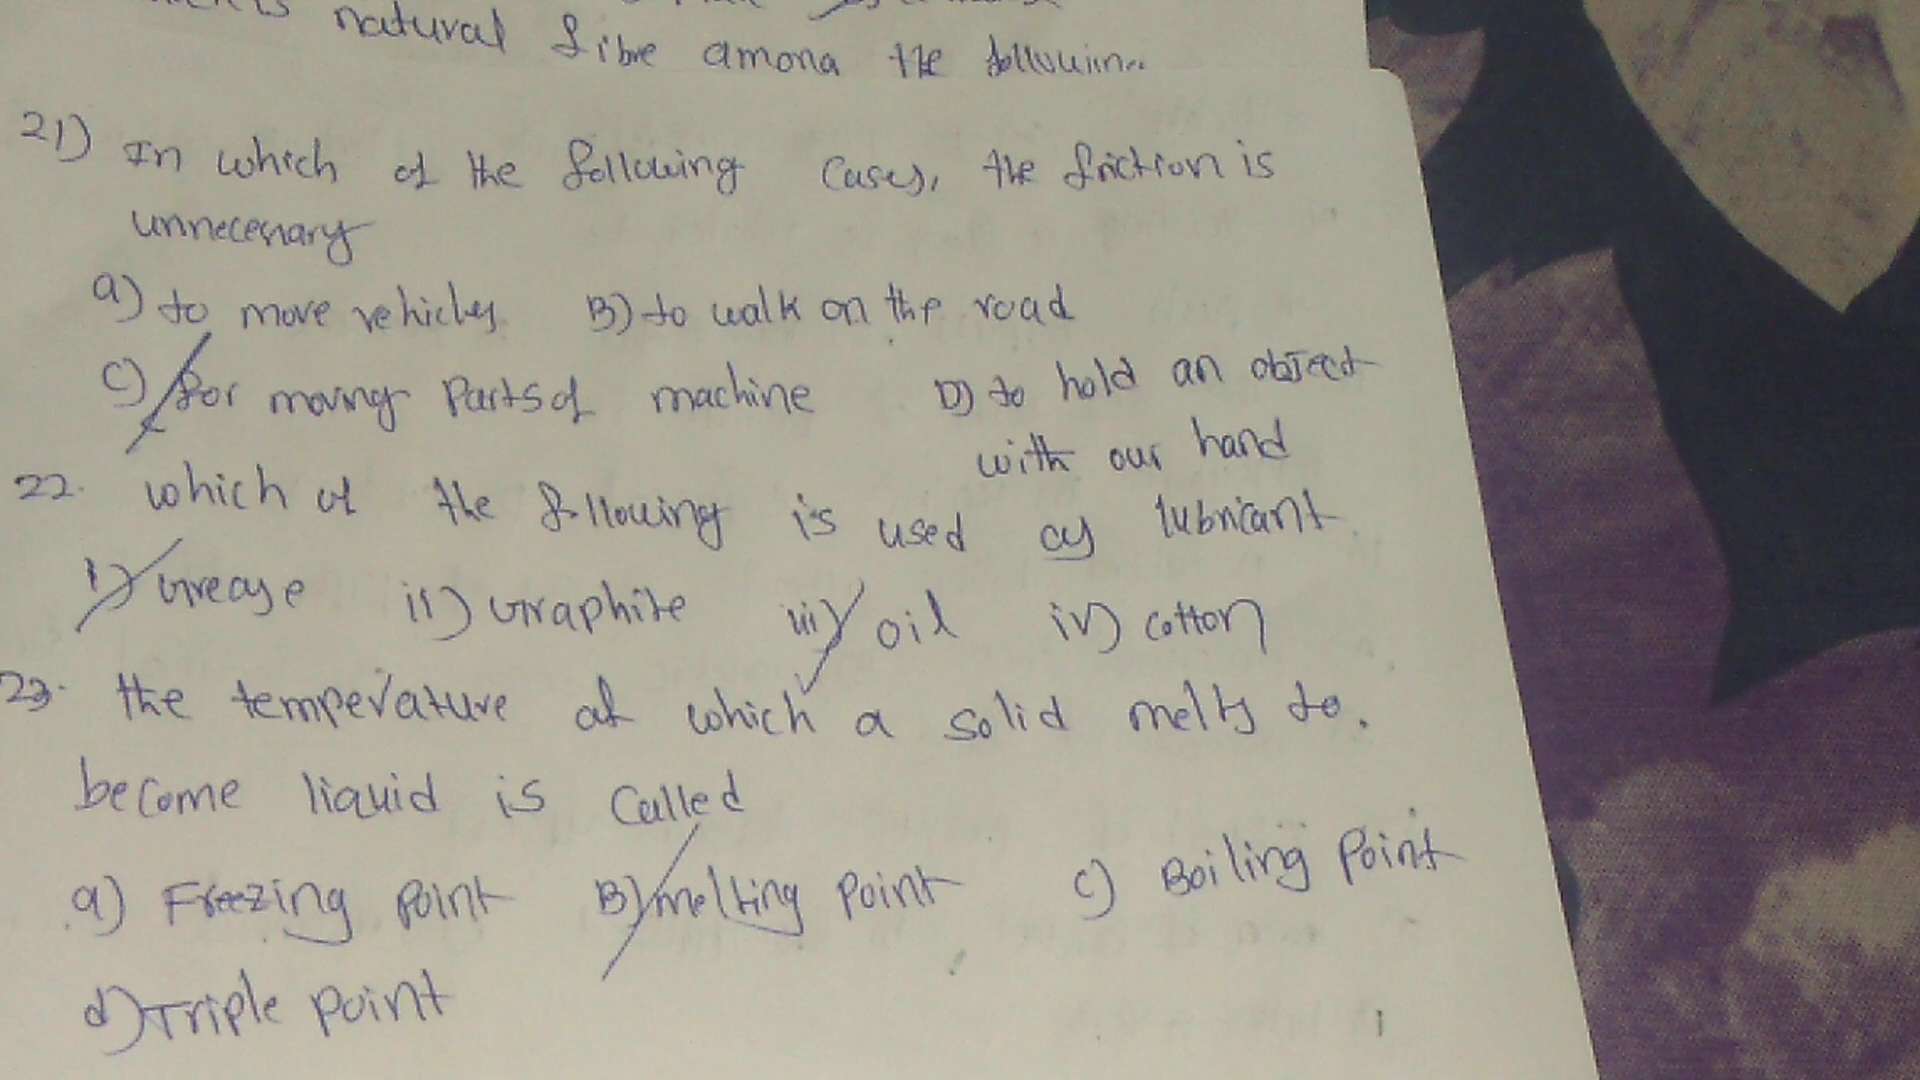 natural fibre among the following
21) In which of the following cases, the friction is
unnecessary
a) to move vehicles B) to walk on the road
C) for moving Parts of machine D) to hold an object
with our hand
22. which of the following is used as lubricant
i) Grease ii) Graphite iii) oil iv) cotton
23. the temperature at which a solid melts to.
become liquid is called
a) Freezing Point B) melting Point C) Boiling Point
d) Triple Point